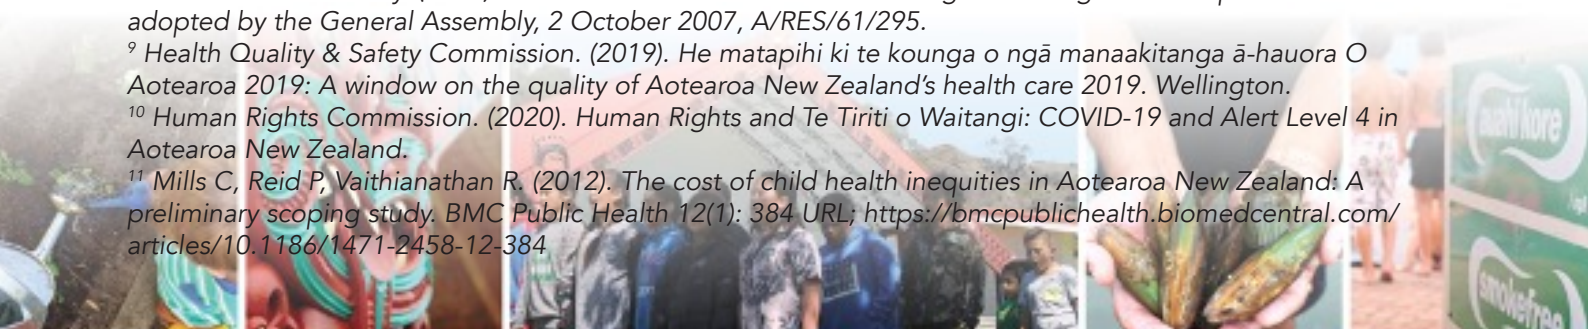 adopted by the General Assembly, 2 October 2007, A/RES/61/295.
9 Health Quality & Safety Commission. (2019). He matapihi ki te kounga o ngā manaakitanga ā-hauora O
Aotearoa 2019: A window on the quality of Aotearoa New Zealand's health care 2019. Wellington.
10 Human Rights Commission. (2020). Human Rights and Te Tiriti o Waitangi: COVID-19 and Alert Level 4 in
Aotearoa New Zealand.
11 Mills C, Reid P, Vaithianathan R. (2012). The cost of child health inequities in Aotearoa New Zealand: A
preliminary scoping study. BMC Public Health 12(1): 384 URL; https://bmcpublichealth.biomedcentral.com/
articles/10.1186/1471-2458-12-384
auahi kore
smokefree